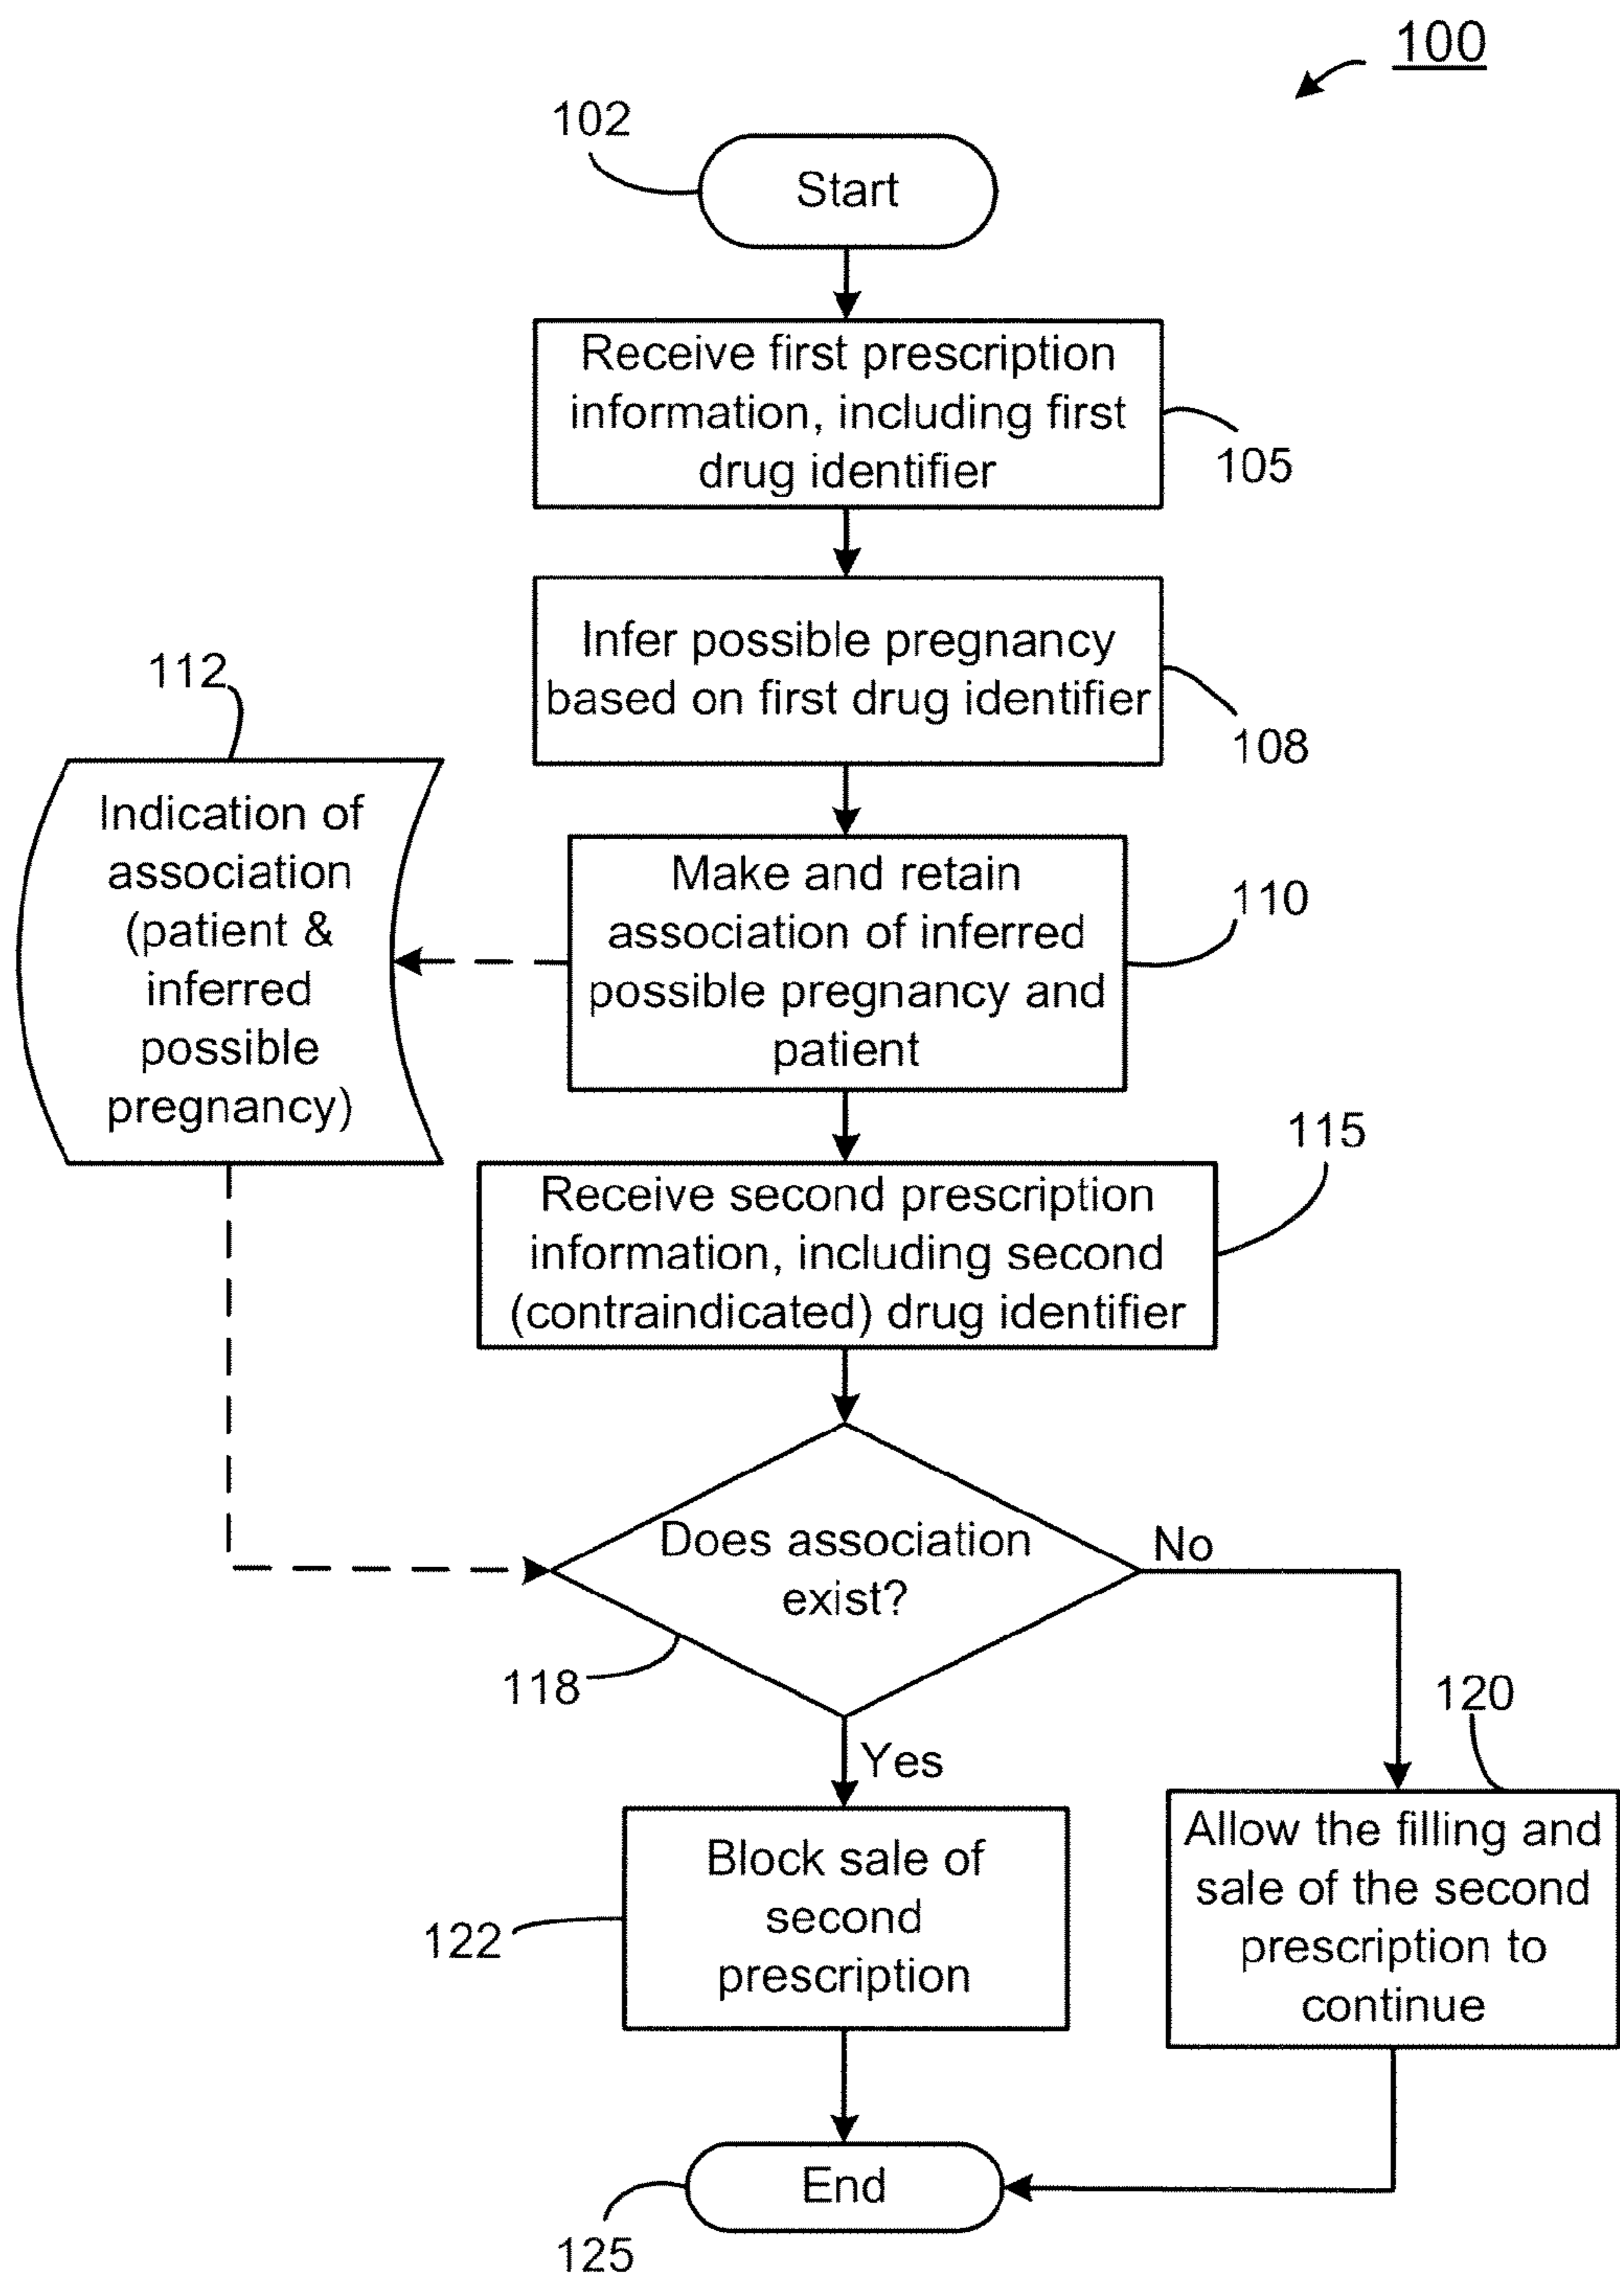 100
102
Start
Receive first prescription
information, including first
drug identifier
105
Infer possible pregnancy
based on first drug identifier
108
112
Indication of
association
(patient &
inferred
possible
pregnancy)
Make and retain
association of inferred
possible pregnancy and
patient
110
115
Receive second prescription
information, including second
(contraindicated) drug identifier
Does association
exist?
No
118
Yes
120
Block sale of
second
prescription
122
Allow the filling and
sale of the second
prescription to
continue
End
125